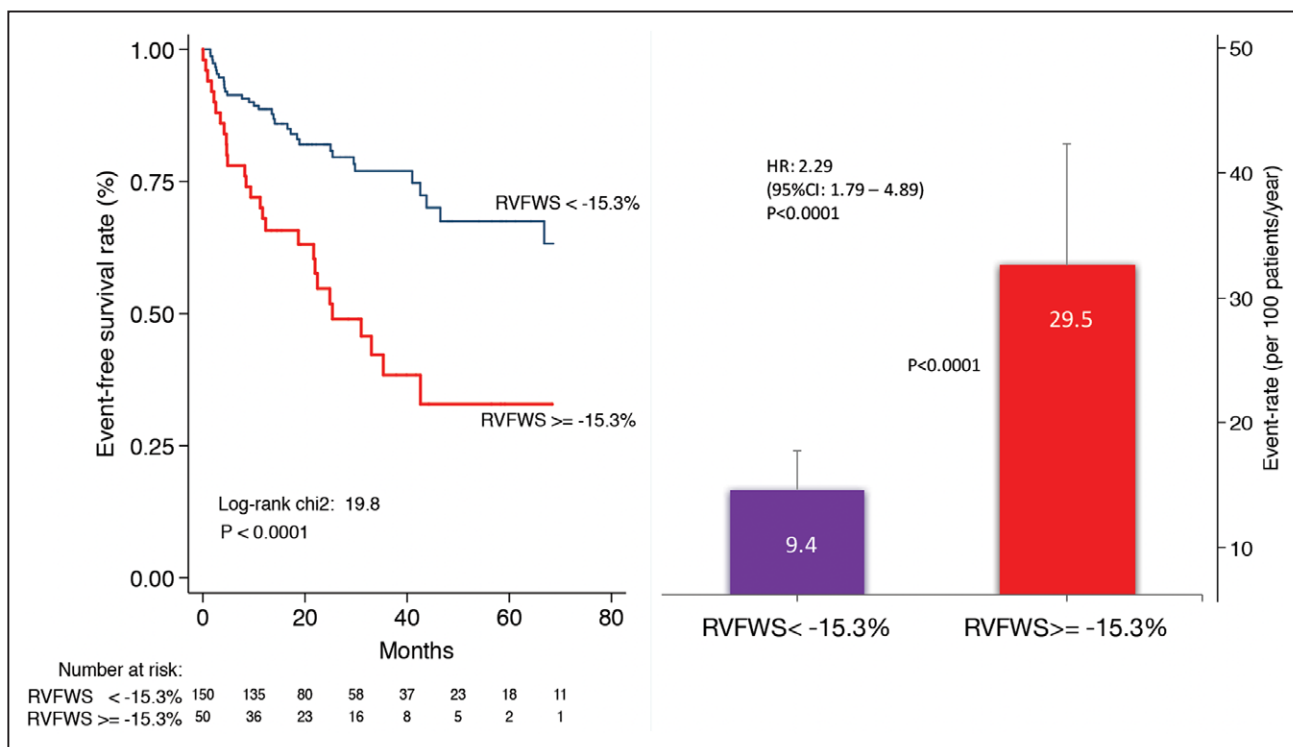 1.00
0.75
0.50
0.25
0.00
Event-free survival rate (%)
RVFWS < -15.3%
RVFWS >= -15.3%
Log-rank chi2: 19.8
P < 0.0001
0 20 40 60 80
Months
Number at risk:
RVFWS < -15.3% 150 135 80 58 37 23 18 11
RVFWS >= -15.3% 50 36 23 16 8 5 2 1
HR: 2.29
(95%CI: 1.79 – 4.89)
P<0.0001
P<0.0001
9.4
29.5
RVFWS< -15.3% RVFWS>= -15.3%
50
40
30
20
10
Event-rate (per 100 patients/year)